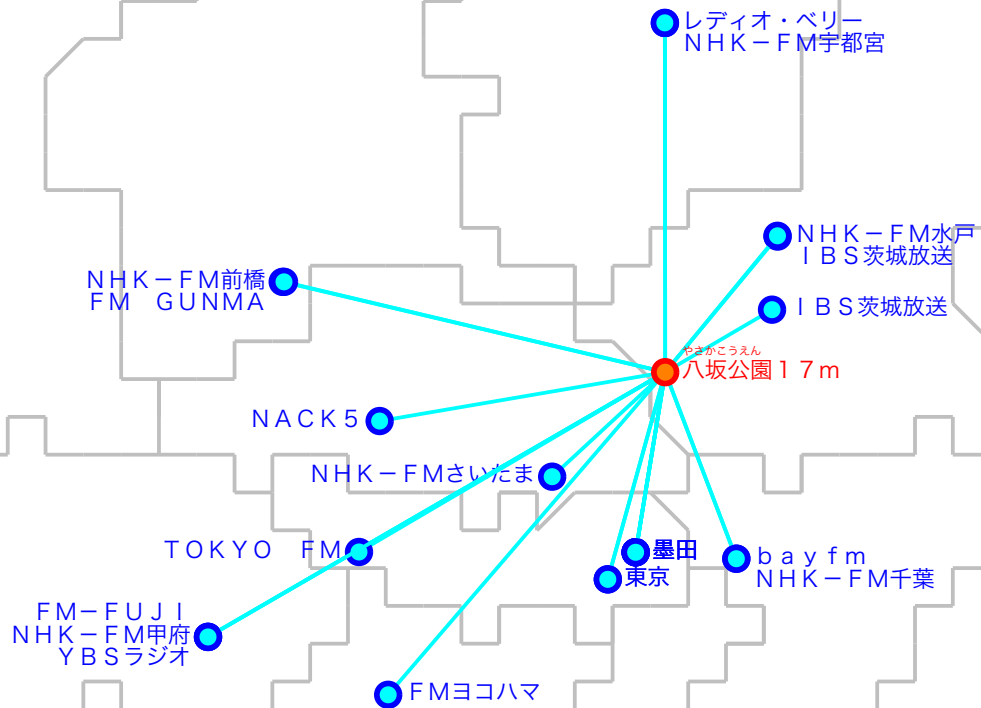 レディオ・ベリー
ＮＨＫ－ＦＭ宇都宮
ＮＨＫ－ＦＭ水戸
ＩＢＳ茨城放送
ＮＨＫ－ＦＭ前橋
ＦＭ　ＧＵＮＭＡ
ＩＢＳ茨城放送
やさかこうえん
八坂公園１７ｍ
ＮＡＣＫ５
ＮＨＫ－ＦＭさいたま
ＴＯＫＹＯ　ＦＭ
墨田
東京
ｂａｙｆｍ
ＮＨＫ－ＦＭ千葉
ＦＭ－ＦＵＪＩ
ＮＨＫ－ＦＭ甲府
ＹＢＳラジオ
ＦＭヨコハマ